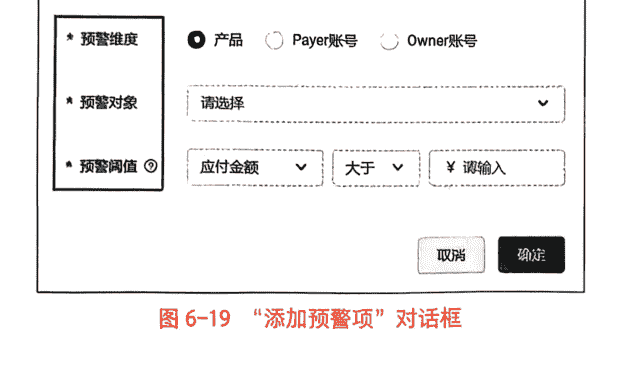 * 预警维度 产品 Payer账号 Owner账号
* 预警对象 请选择
* 预警阈值 ? 应付金额 大于 ¥ 请输入
取消 确定
图 6-19 “添加预警项”对话框